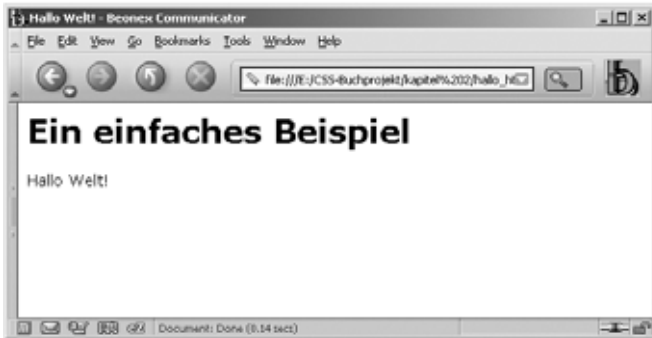 Hallo Welt! - Beonex Communicator
File Edit View Go Bookmarks Tools Window Help
file:///E:/CSS-Buchprojekt/kapitel%202/hallo_h
Ein einfaches Beispiel
Hallo Welt!
Document: Done (0.14 secs)